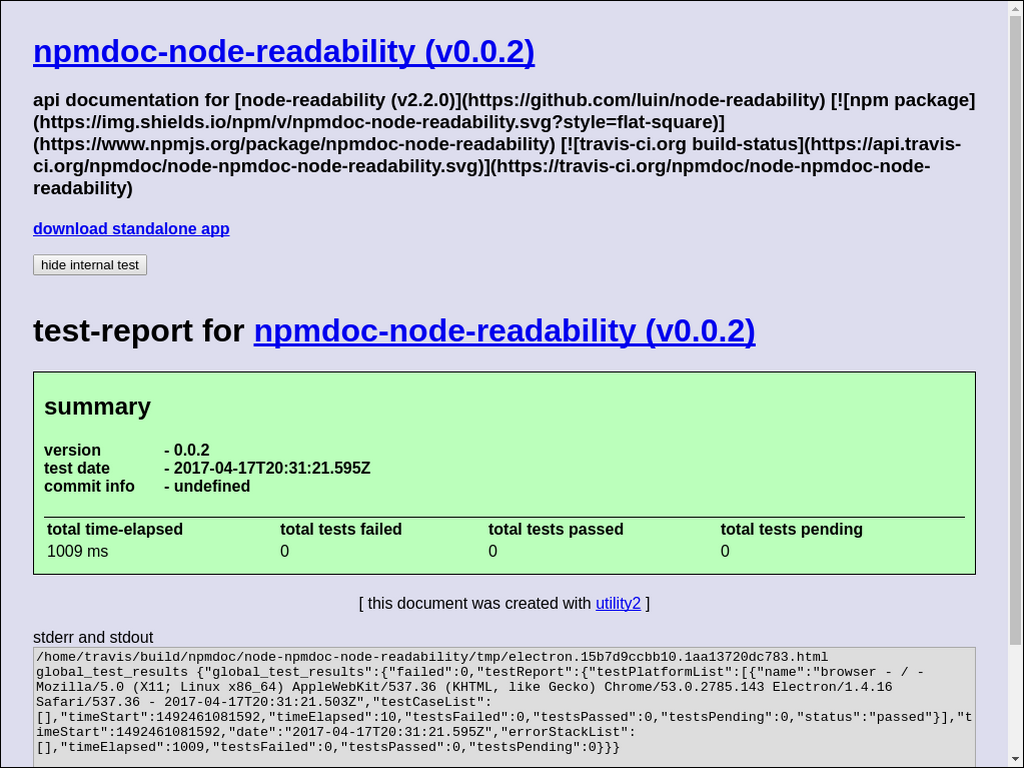 npmdoc-node-readability (v0.0.2)
api documentation for [node-readability (v2.2.0)](https://github.com/luin/node-readability) [![npm package]
(https://img.shields.io/npm/v/npmdoc-node-readability.svg?style=flat-square)]
(https://www.npmjs.org/package/npmdoc-node-readability) [![travis-ci.org build-status](https://api.travis-
ci.org/npmdoc/node-npmdoc-node-readability.svg)](https://travis-ci.org/npmdoc/node-npmdoc-node-
readability)
download standalone app
hide internal test
test-report for npmdoc-node-readability (v0.0.2)
summary
version - 0.0.2
test date - 2017-04-17T20:31:21.595Z
commit info - undefined
total time-elapsed total tests failed total tests passed total tests pending
1009 ms 0 0 0
[ this document was created with utility2 ]
stderr and stdout
/home/travis/build/npmdoc/node-npmdoc-node-readability/tmp/electron.15b7d9ccbb10.1aa13720dc783.html
global_test_results {"global_test_results":{"failed":0,"testReport":{"testPlatformList":[{"name":"browser - / -
Mozilla/5.0 (X11; Linux x86_64) AppleWebKit/537.36 (KHTML, like Gecko) Chrome/53.0.2785.143 Electron/1.4.16
Safari/537.36 - 2017-04-17T20:31:21.503Z","testCaseList":
[],"timeStart":1492461081592,"timeElapsed":10,"testsFailed":0,"testsPassed":0,"testsPending":0,"status":"passed"}],"t
imeStart":1492461081592,"date":"2017-04-17T20:31:21.595Z","errorStackList":
[],"timeElapsed":1009,"testsFailed":0,"testsPassed":0,"testsPending":0}}}